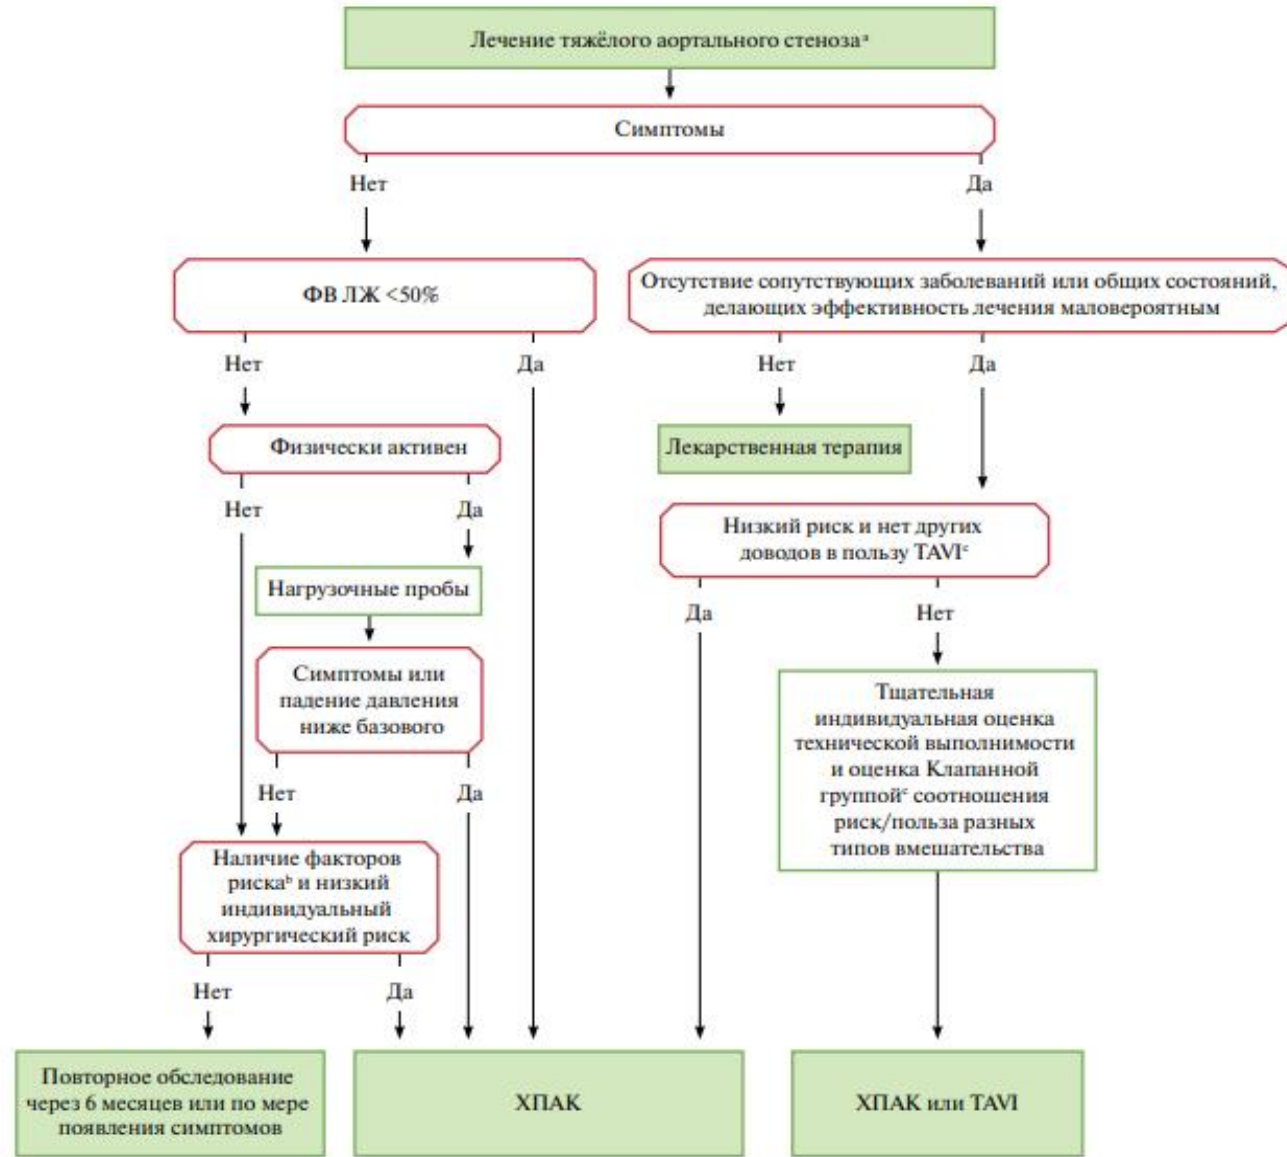 Лечение тяжёлого аортального стенозаᵃ
Симптомы
Нет
Да
ФВ ЛЖ <50%
Отсутствие сопутствующих заболеваний или общих состояний,
делающих эффективность лечения маловероятным
Нет
Да
Нет
Да
Физически активен
Лекарственная терапия
Нет
Да
Низкий риск и нет других
доводов в пользу TAVIᶜ
Нагрузочные пробы
Да
Нет
Симптомы или
падение давления
ниже базового
Тщательная
индивидуальная оценка
технической выполнимости
и оценка Клапанной
группойᶜ соотношения
риск/польза разных
типов вмешательства
Нет
Да
Наличие факторов
рискаᵇ и низкий
индивидуальный
хирургический риск
Нет
Да
Повторное обследование
через 6 месяцев или по мере
появления симптомов
ХПАК
ХПАК или TAVI